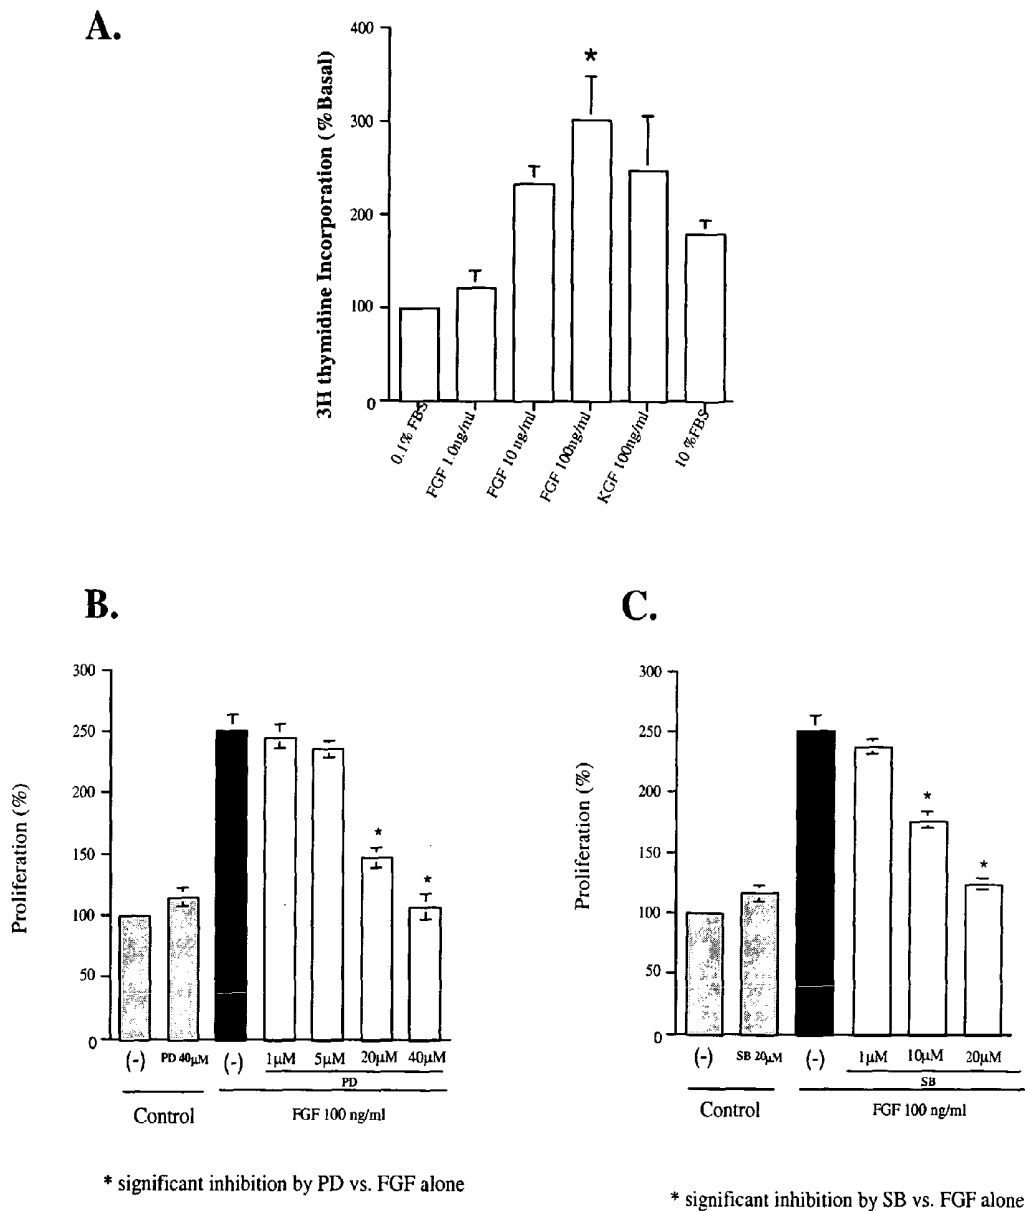 A.
3H thymidine Incorporation (%Basal)
400
300
200
100
0
*
0.1% FBS
FGF 1.0ng/ml
FGF 10 ng/ml
FGF 100ng/ml
KGF 100ng/ml
10 %FBS
B.
Proliferation (%)
300
250
200
150
100
50
0
*
*
(-)
PD 40µM
(-)
1µM
5µM
20µM
40µM
PD
Control
FGF 100 ng/ml
* significant inhibition by PD vs. FGF alone
C.
Proliferation (%)
300
250
200
150
100
50
0
*
*
(-)
SB 20µM
(-)
1µM
10µM
20µM
SB
Control
FGF 100 ng/ml
* significant inhibition by SB vs. FGF alone